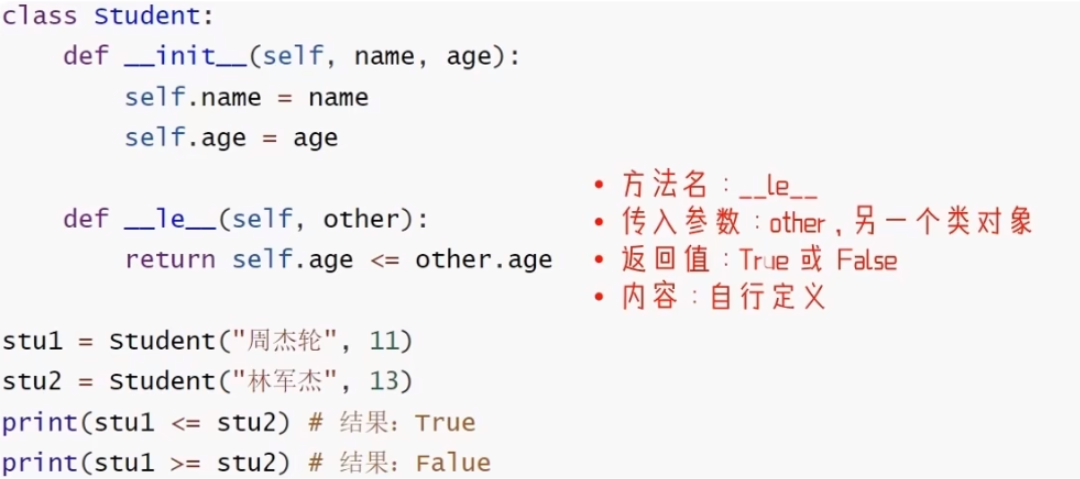 class Student:
def __init__(self, name, age):
self.name = name
self.age = age
def __le__(self, other):
return self.age <= other.age
• 方法名：__le__
• 传入参数：other，另一个类对象
• 返回值：True 或 False
• 内容：自行定义
stu1 = Student("周杰轮", 11)
stu2 = Student("林军杰", 13)
print(stu1 <= stu2) # 结果：True
print(stu1 >= stu2) # 结果：Falue